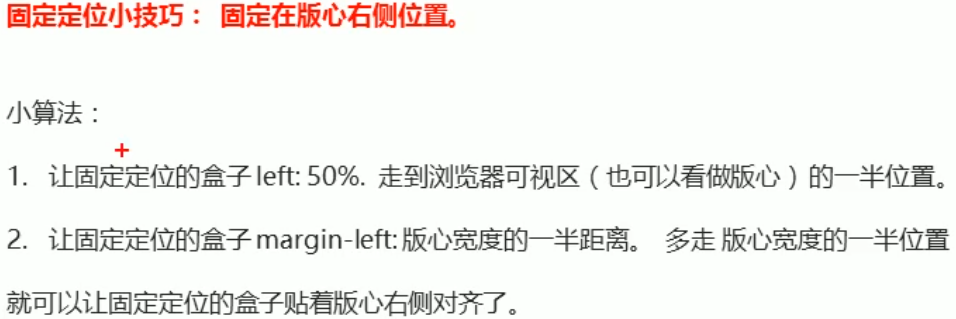 固定定位小技巧： 固定在版心右侧位置。
小算法：
1. 让固定定位的盒子 left: 50%. 走到浏览器可视区（也可以看做版心）的一半位置。
2. 让固定定位的盒子 margin-left: 版心宽度的一半距离。 多走 版心宽度的一半位置
就可以让固定定位的盒子贴着版心右侧对齐了。